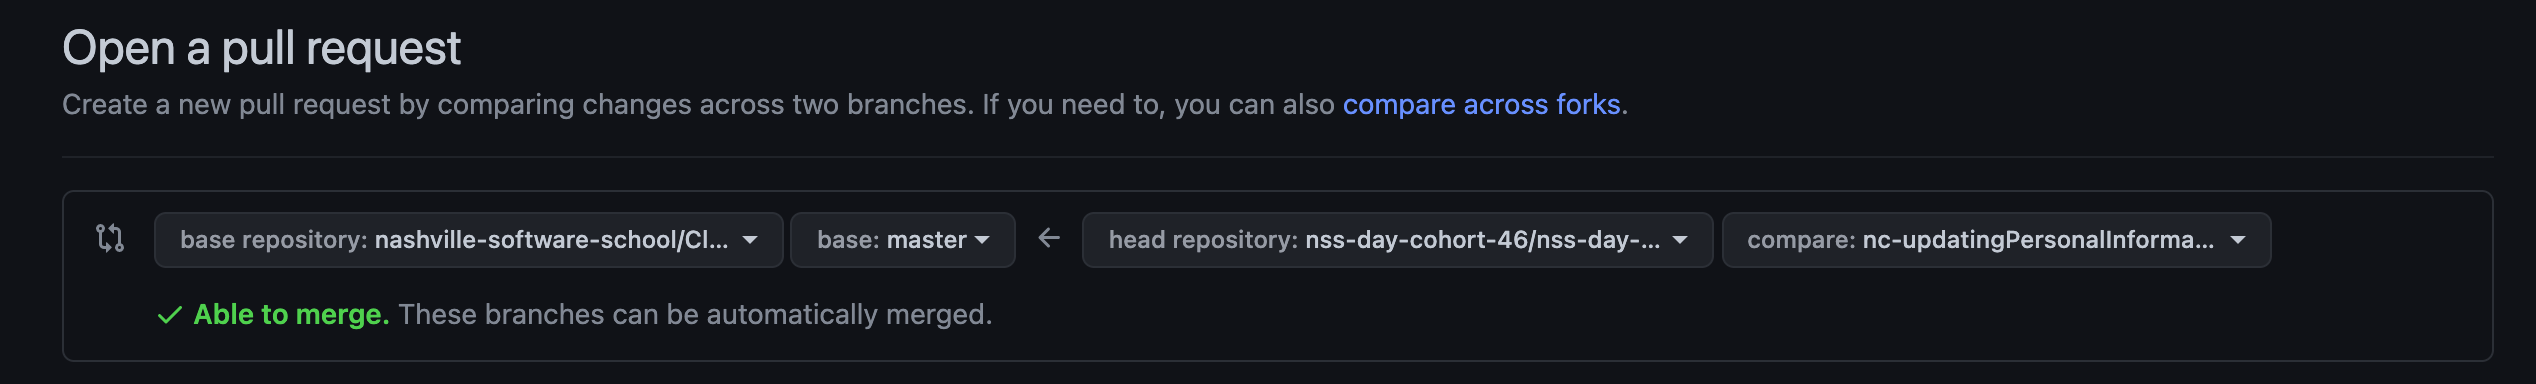 Open a pull request
Create a new pull request by comparing changes across two branches. If you need to, you can also compare across forks.
base repository: nashville-software-school/Cl... base: master head repository: nss-day-cohort-46/nss-day-... compare: nc-updatingPersonalInforma...
Able to merge. These branches can be automatically merged.